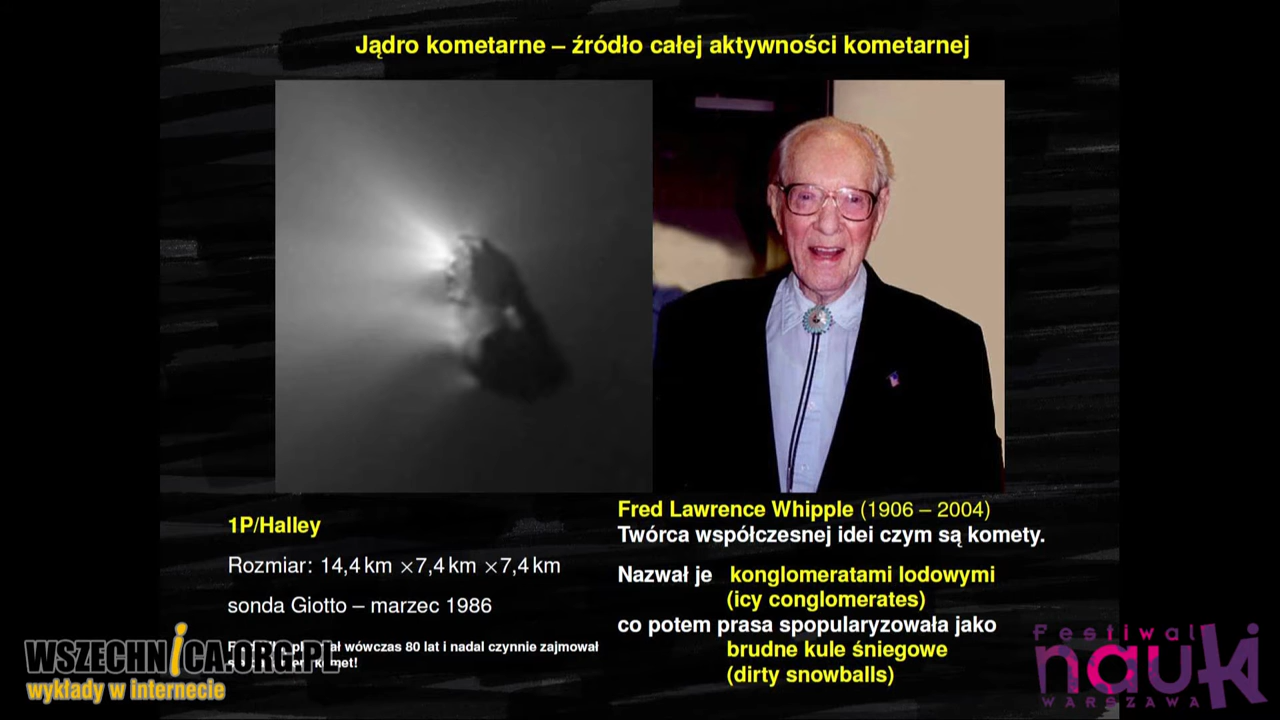 Jądro kometarne – źródło całej aktywności kometarnej
1P/Halley
Rozmiar: 14,4 km ×7,4 km ×7,4 km
sonda Giotto – marzec 1986
wówczas 80 lat i nadal czynnie zajmował
Fred Lawrence Whipple (1906 – 2004)
Twórca współczesnej idei czym są komety.
Nazwał je konglomeratami lodowymi
(icy conglomerates)
co potem prasa spopularyzowała jako
brudne kule śniegowe
(dirty snowballs)
WSZECHNICA.ORG.PL
wykłady w internecie
Festiwal
nauki
WARSZAWA